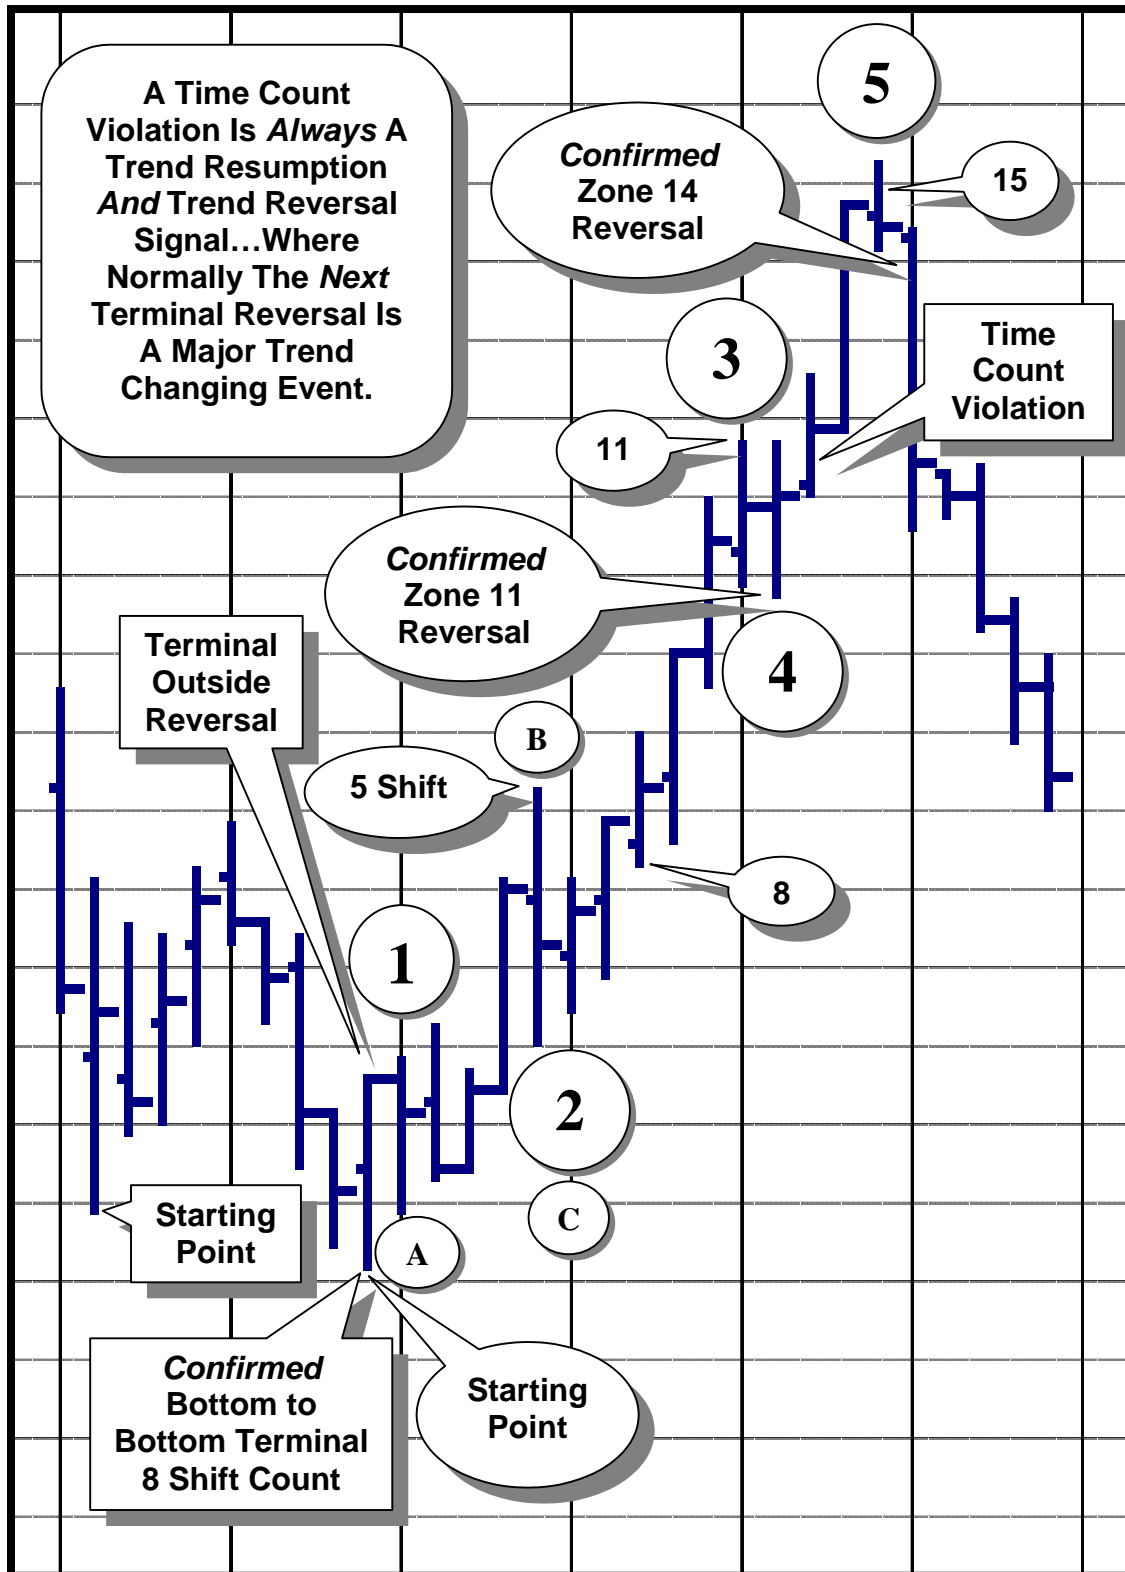 A Time Count
Violation Is Always A
Trend Resumption
And Trend Reversal
Signal…Where
Normally The Next
Terminal Reversal Is
A Major Trend
Changing Event.
5
Confirmed
Zone 14
Reversal
15
3
Time
Count
Violation
11
Confirmed
Zone 11
Reversal
4
Terminal
Outside
Reversal
B
5 Shift
8
1
2
C
Starting
Point
A
Confirmed
Bottom to
Bottom Terminal
8 Shift Count
Starting
Point